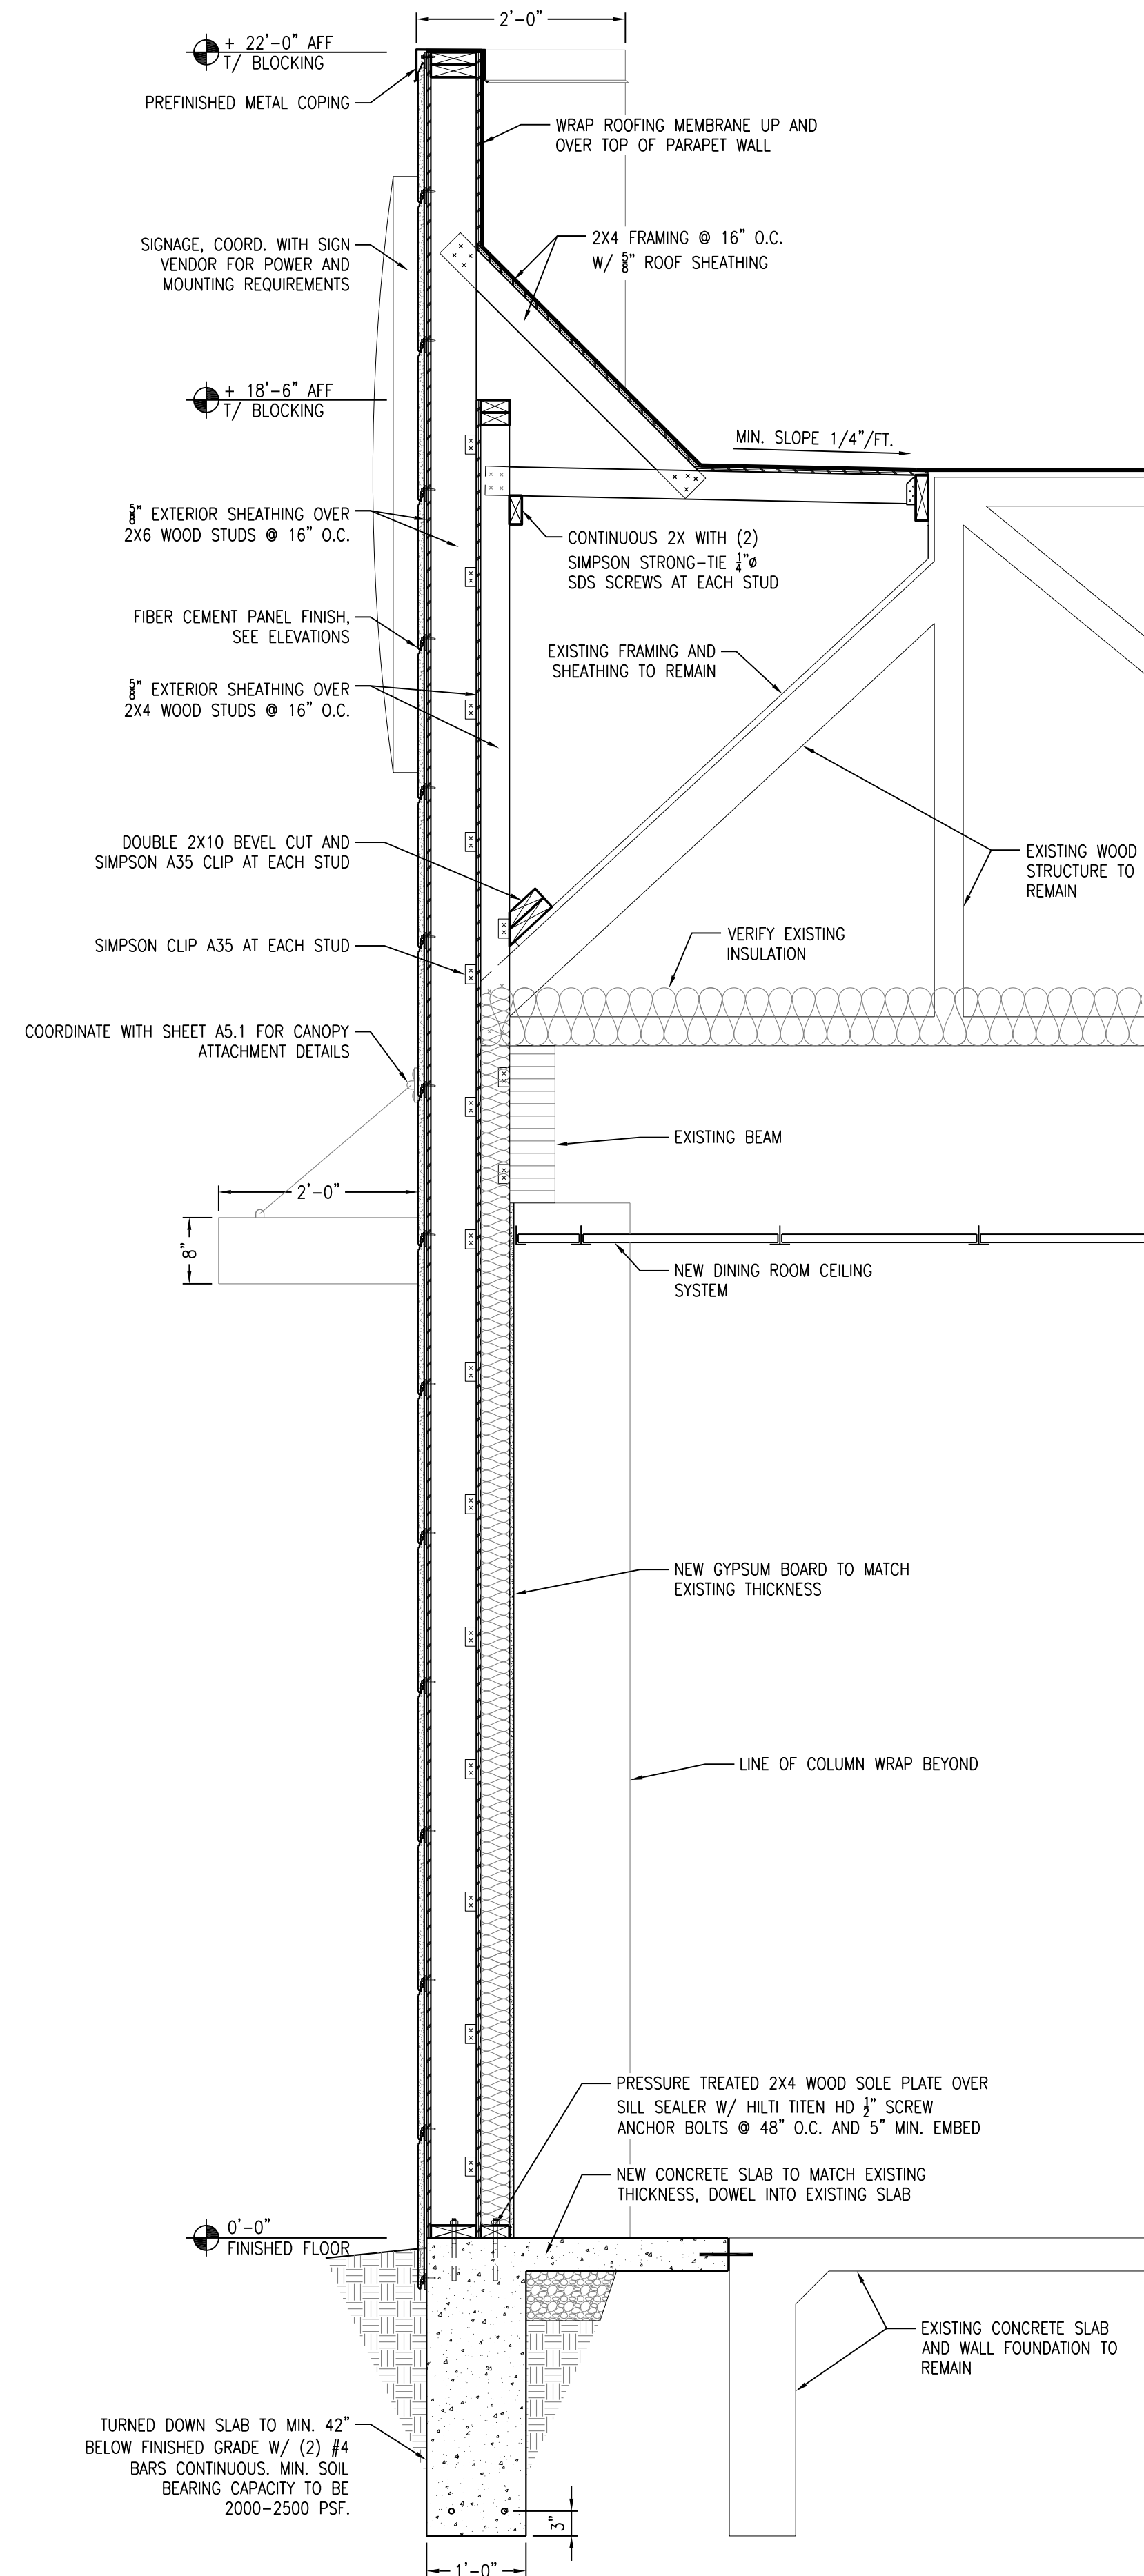 2'-0"
+ 22'-0" AFF
T/ BLOCKING
PREFINISHED METAL COPING
WRAP ROOFING MEMBRANE UP AND
OVER TOP OF PARAPET WALL
SIGNAGE, COORD. WITH SIGN
VENDOR FOR POWER AND
MOUNTING REQUIREMENTS
2X4 FRAMING @ 16" O.C.
W/ 5/8" ROOF SHEATHING
+ 18'-6" AFF
T/ BLOCKING
MIN. SLOPE 1/4"/FT.
5/8" EXTERIOR SHEATHING OVER
2X6 WOOD STUDS @ 16" O.C.
CONTINUOUS 2X WITH (2)
SIMPSON STRONG-TIE 1/4"ø
SDS SCREWS AT EACH STUD
FIBER CEMENT PANEL FINISH,
SEE ELEVATIONS
EXISTING FRAMING AND
SHEATHING TO REMAIN
5/8" EXTERIOR SHEATHING OVER
2X4 WOOD STUDS @ 16" O.C.
DOUBLE 2X10 BEVEL CUT AND
SIMPSON A35 CLIP AT EACH STUD
EXISTING WOOD
STRUCTURE TO
REMAIN
SIMPSON CLIP A35 AT EACH STUD
VERIFY EXISTING
INSULATION
COORDINATE WITH SHEET A5.1 FOR CANOPY
ATTACHMENT DETAILS
EXISTING BEAM
2'-0"
8"
NEW DINING ROOM CEILING
SYSTEM
NEW GYPSUM BOARD TO MATCH
EXISTING THICKNESS
LINE OF COLUMN WRAP BEYOND
PRESSURE TREATED 2X4 WOOD SOLE PLATE OVER
SILL SEALER W/ HILTI TITEN HD 1/2" SCREW
ANCHOR BOLTS @ 48" O.C. AND 5" MIN. EMBED
NEW CONCRETE SLAB TO MATCH EXISTING
THICKNESS, DOWEL INTO EXISTING SLAB
0'-0"
FINISHED FLOOR
EXISTING CONCRETE SLAB
AND WALL FOUNDATION TO
REMAIN
TURNED DOWN SLAB TO MIN. 42"
BELOW FINISHED GRADE W/ (2) #4
BARS CONTINUOUS. MIN. SOIL
BEARING CAPACITY TO BE
2000-2500 PSF.
3"
1'-0"